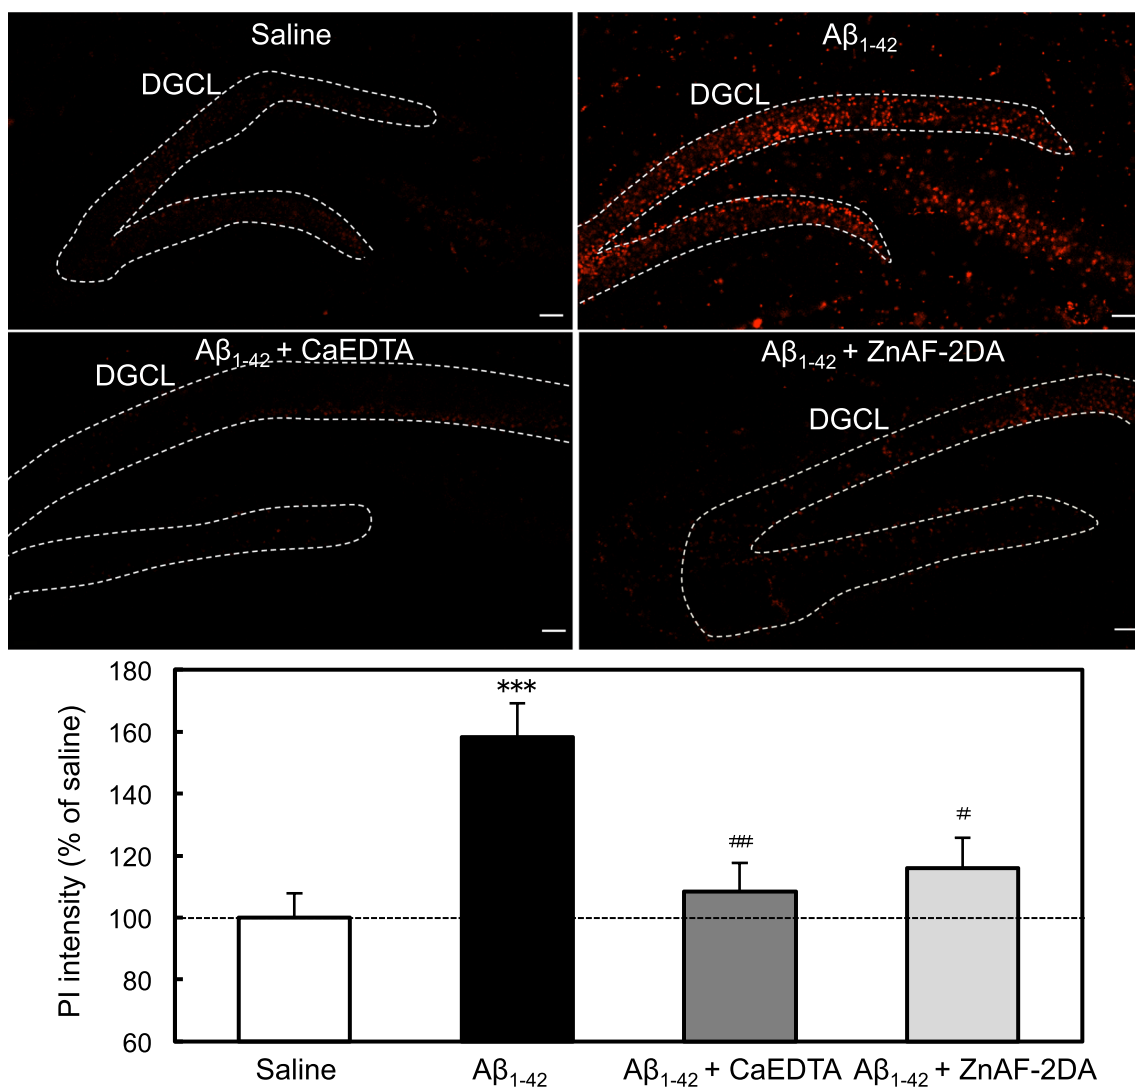 Saline
Aβ1-42
DGCL
DGCL
Aβ1-42 + CaEDTA
Aβ1-42 + ZnAF-2DA
DGCL
DGCL
PI intensity (% of saline)
180
160
140
120
100
80
60
***
##
#
Saline
Aβ1-42
Aβ1-42 + CaEDTA
Aβ1-42 + ZnAF-2DA